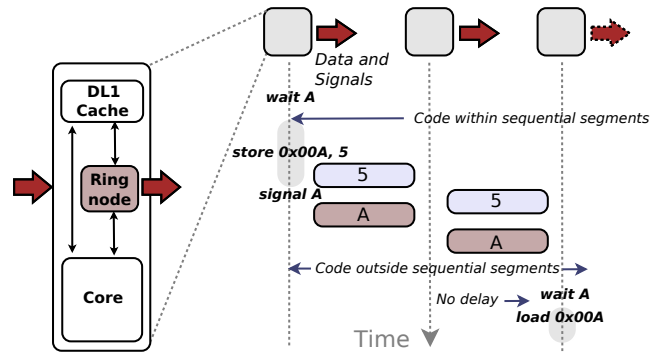 DL1
Cache
Ring
node
Core
Data and
Signals
wait A
Code within sequential segments
store 0x00A, 5
5
signal A
A
5
A
Code outside sequential segments
No delay
wait A
load 0x00A
Time